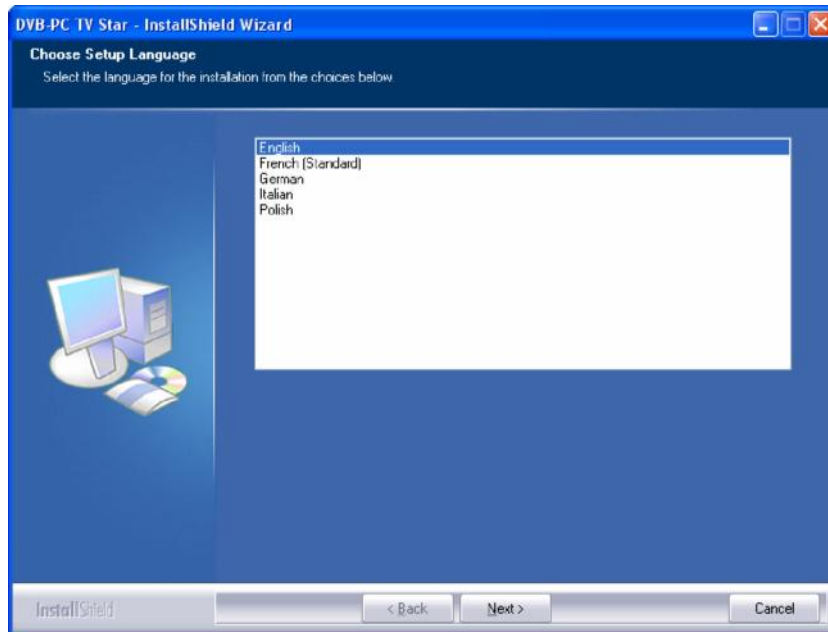 DVB-PC TV Star - InstallShield Wizard
Choose Setup Language
Select the language for the installation from the choices below.
English
French (Standard)
German
Italian
Polish
InstallShield
< Back
Next >
Cancel